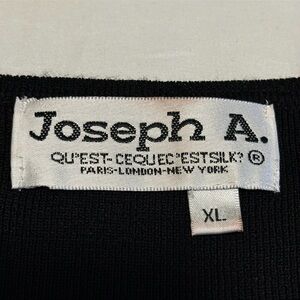 Joseph A.
QU'EST-CEQUEC'ESTSILK? ®
PARIS-LONDON-NEW YORK
XL